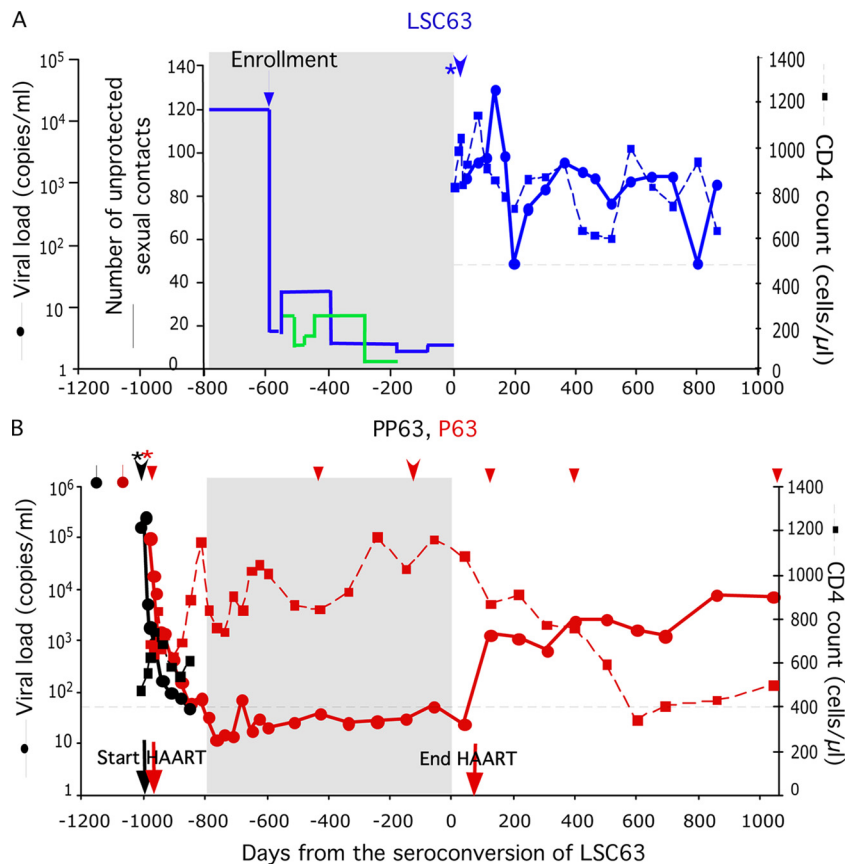 A
LSC63
Enrollment
*
Viral load (copies/ml)
10^5
10^4
10^3
10^2
10
1
Number of unprotected
sexual contacts
140
120
100
80
60
40
20
0
1400
1200
1000
800
600
400
200
0
CD4 count (cells/µl)
-1200 -1000 -800 -600 -400 -200 0 200 400 600 800 1000
B
PP63, P63
* *
Viral load (copies/ml)
10^6
10^5
10^4
10^3
10^2
10
1
1400
1200
1000
800
600
400
200
0
CD4 count (cells/µl)
Start HAART
End HAART
-1200 -1000 -800 -600 -400 -200 0 200 400 600 800 1000
Days from the seroconversion of LSC63